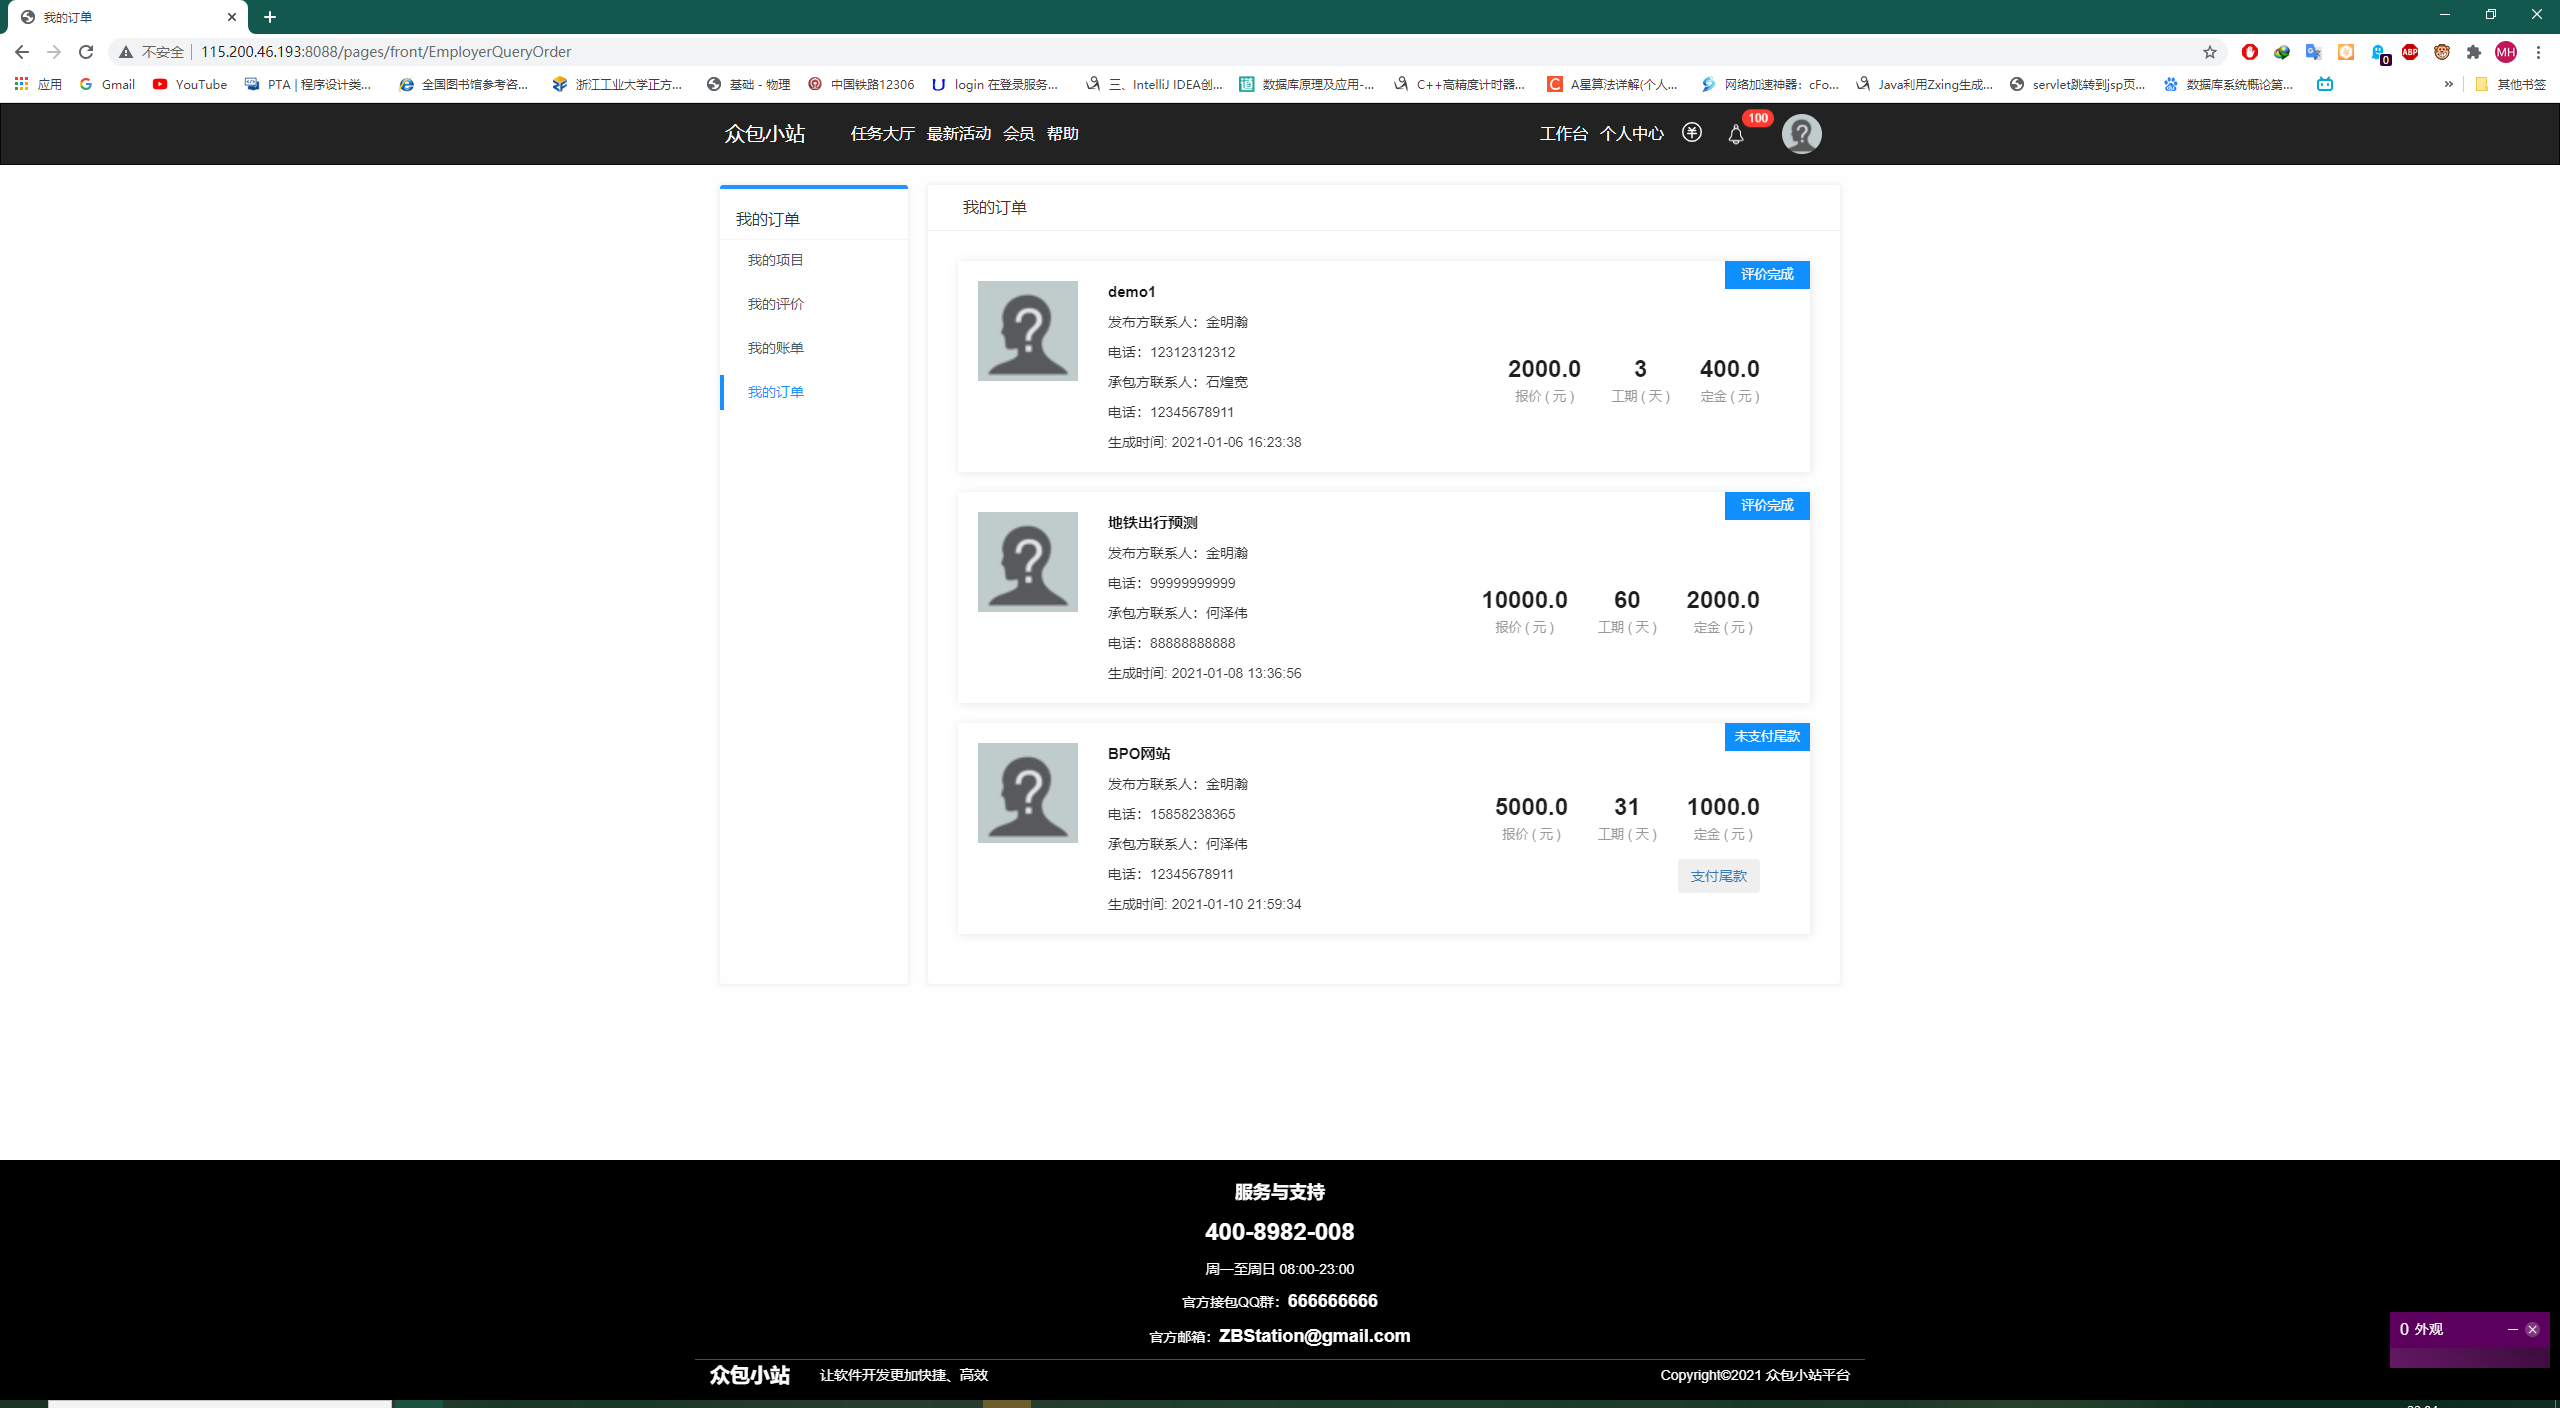 我的订单
不安全 115.200.46.193:8088/pages/front/EmployerQueryOrder
MH
0
ABP
应用 Gmail YouTube PTA | 程序设计类... 全国图书馆参考咨... 浙江工业大学正方... 基础 - 物理 中国铁路12306 login 在登录服务... 三、IntelliJ IDEA创... 数据库原理及应用-... C++高精度计时器... A星算法详解(个人... 网络加速神器：cFo... Java利用Zxing生成... servlet跳转到jsp页... 数据库系统概论第... » 其他书签
众包小站 任务大厅 最新活动 会员 帮助 工作台 个人中心 100
我的订单
我的项目
我的评价
我的账单
我的订单
我的订单
评价完成
demo1
发布方联系人：金明瀚
电话：12312312312
承包方联系人：石煌宽
电话：12345678911
生成时间: 2021-01-06 16:23:38
2000.0 3 400.0
报价 ( 元 ) 工期 ( 天 ) 定金 ( 元 )
评价完成
地铁出行预测
发布方联系人：金明瀚
电话：99999999999
承包方联系人：何泽伟
电话：88888888888
生成时间: 2021-01-08 13:36:56
10000.0 60 2000.0
报价 ( 元 ) 工期 ( 天 ) 定金 ( 元 )
未支付尾款
BPO网站
发布方联系人：金明瀚
电话：15858238365
承包方联系人：何泽伟
电话：12345678911
生成时间: 2021-01-10 21:59:34
5000.0 31 1000.0
报价 ( 元 ) 工期 ( 天 ) 定金 ( 元 )
支付尾款
服务与支持
400-8982-008
周一至周日 08:00-23:00
官方接包QQ群：666666666
官方邮箱：ZBStation@gmail.com
众包小站 让软件开发更加快捷、高效 Copyright©2021 众包小站平台
0 外观